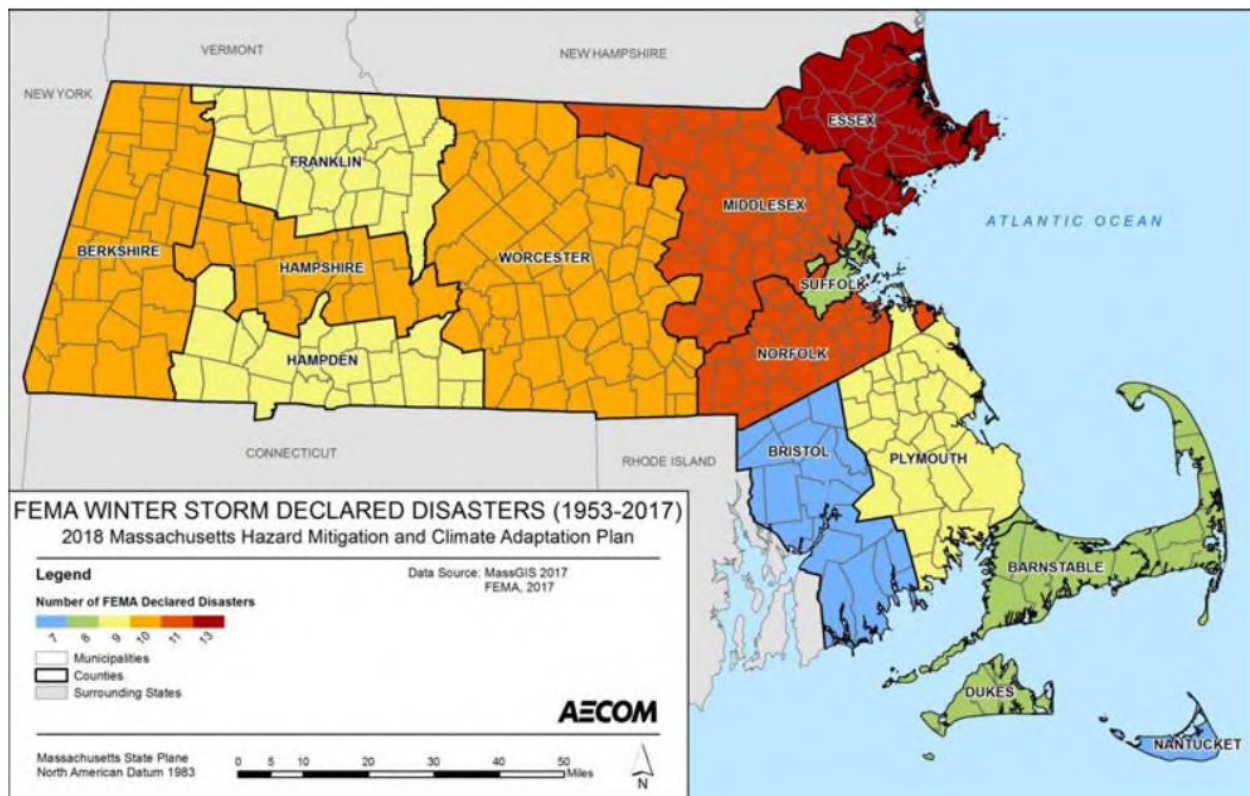 VERMONT
NEW HAMPSHIRE
NEW YORK
ESSEX
FRANKLIN
MIDDLESEX
ATLANTIC OCEAN
BERKSHIRE
HAMPSHIRE
WORCESTER
SUFFOLK
NORFOLK
HAMPDEN
CONNECTICUT
RHODE ISLAND
BRISTOL
PLYMOUTH
BARNSTABLE
DUKES
NANTUCKET
FEMA WINTER STORM DECLARED DISASTERS (1953-2017)
2018 Massachusetts Hazard Mitigation and Climate Adaptation Plan
Legend
Data Source: MassGIS 2017
FEMA, 2017
Number of FEMA Declared Disasters
7 8 9 10 11 13
Municipalities
Counties
Surrounding States
AECOM
Massachusetts State Plane
North American Datum 1983
0 5 10 20 30 40 50
Miles
N